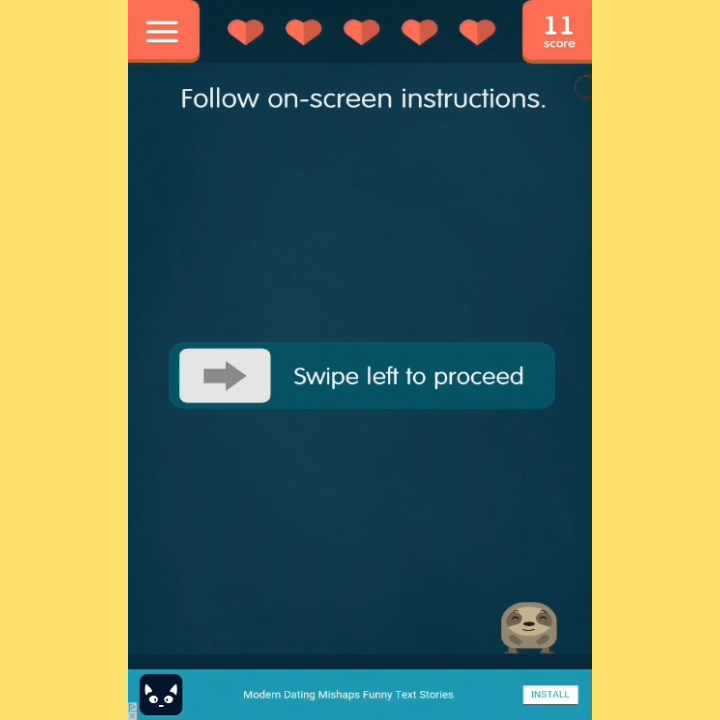 11
score
Follow on-screen instructions.
Swipe left to proceed
Modern Dating Mishaps Funny Text Stories
INSTALL